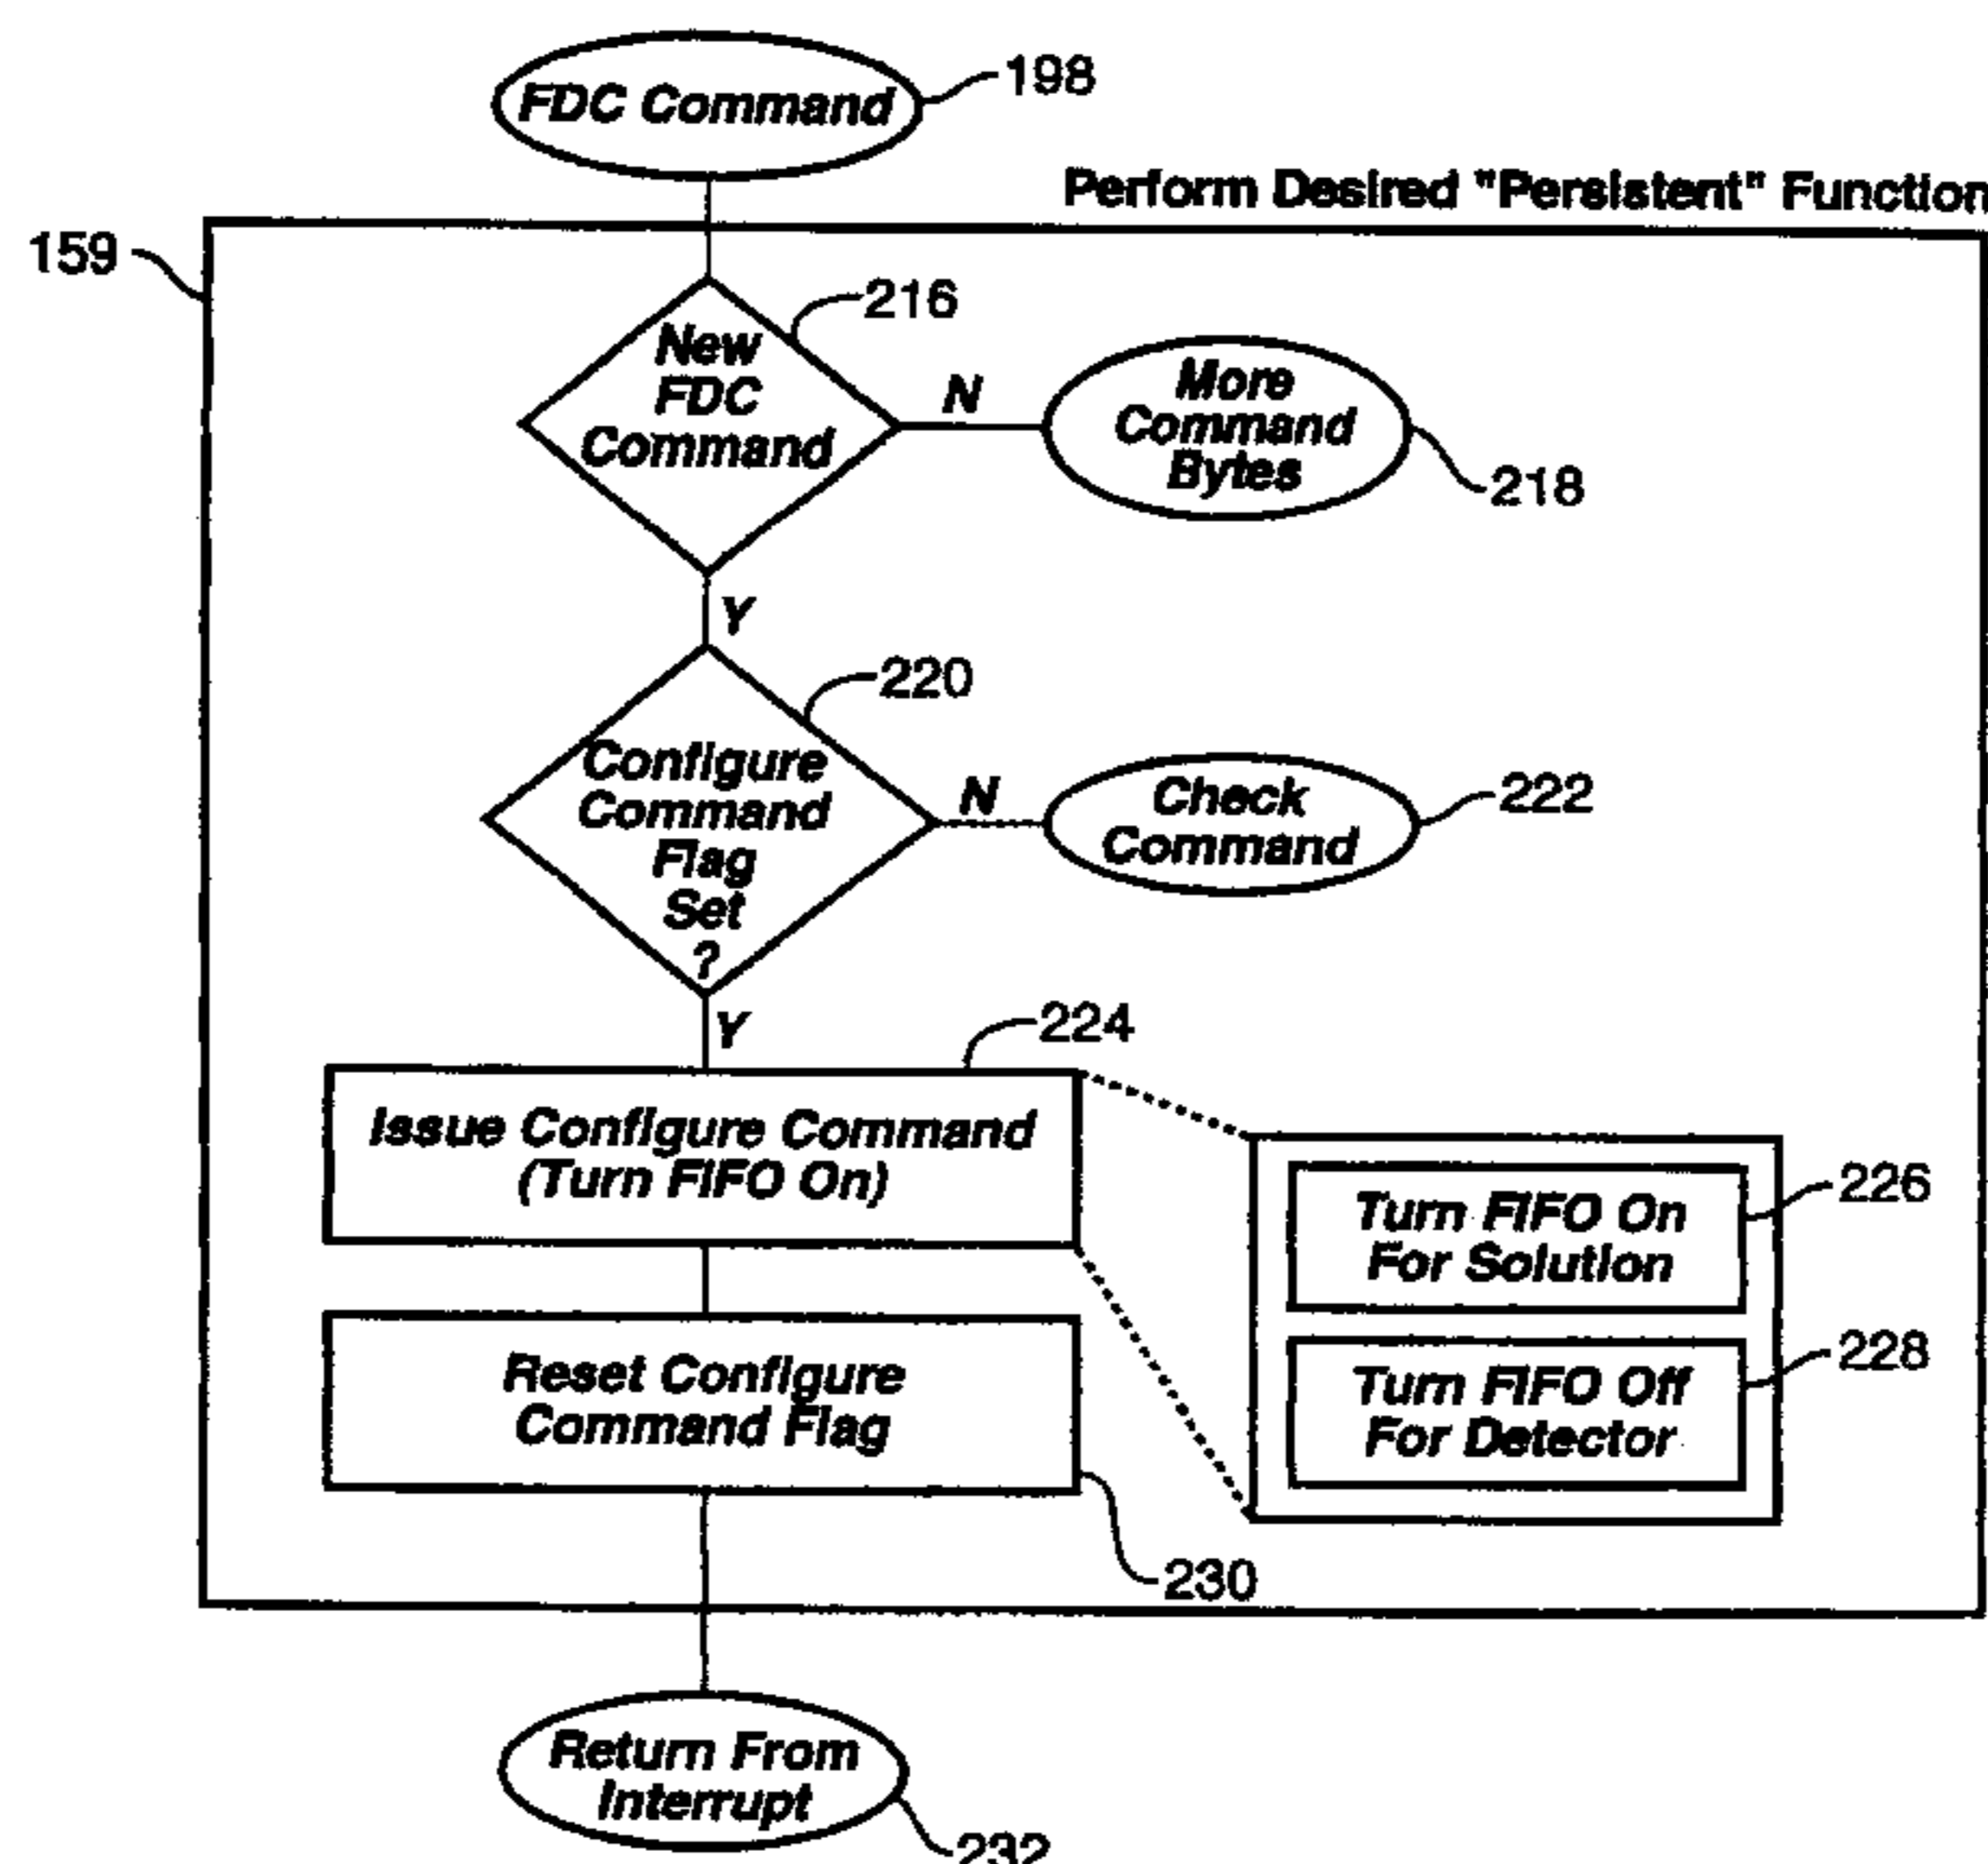 FDC Command
198
Perform Desired "Persistent" Function
159
216
New
FDC
Command
N
More
Command
Bytes
218
Y
220
Configure
Command
Flag
Set
?
N
Check
Command
222
Y
224
Issue Configure Command
(Turn FIFO On)
Turn FIFO On
For Solution
226
Turn FIFO Off
For Detector
228
Reset Configure
Command Flag
230
Return From
Interrupt
232